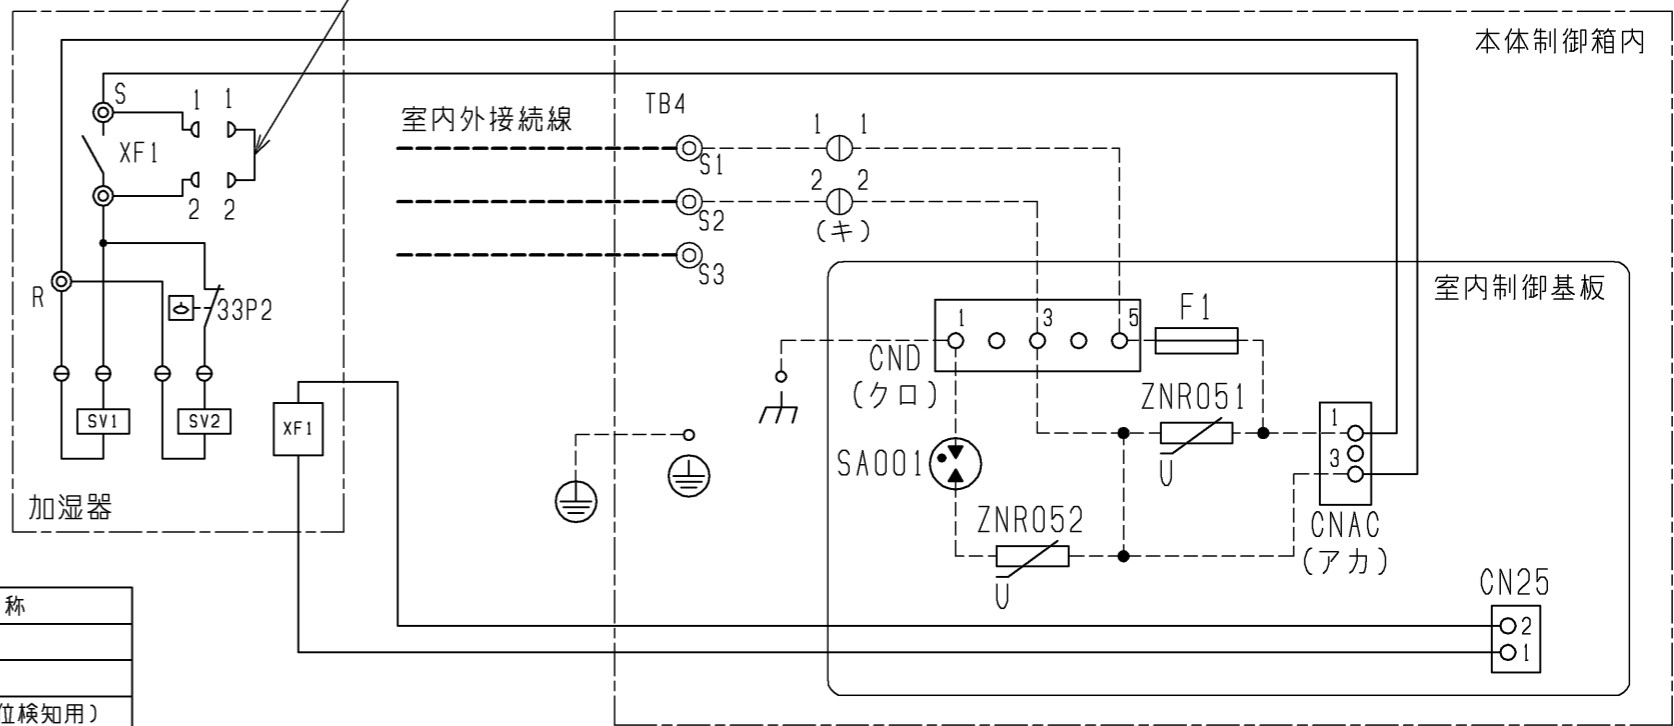 本体制御箱内
S
1
1
XF1
2
2
R
33P2
SV1
SV2
XF1
加湿器
室内外接続線
TB4
S1
S2
S3
1
1
2
2
(キ)
室内制御基板
1
3
5
F1
CND
(クロ)
ZNR051
U
SA001
ZNR052
U
1
3
CNAC
(アカ)
CN25
2
1
称
位検知用)